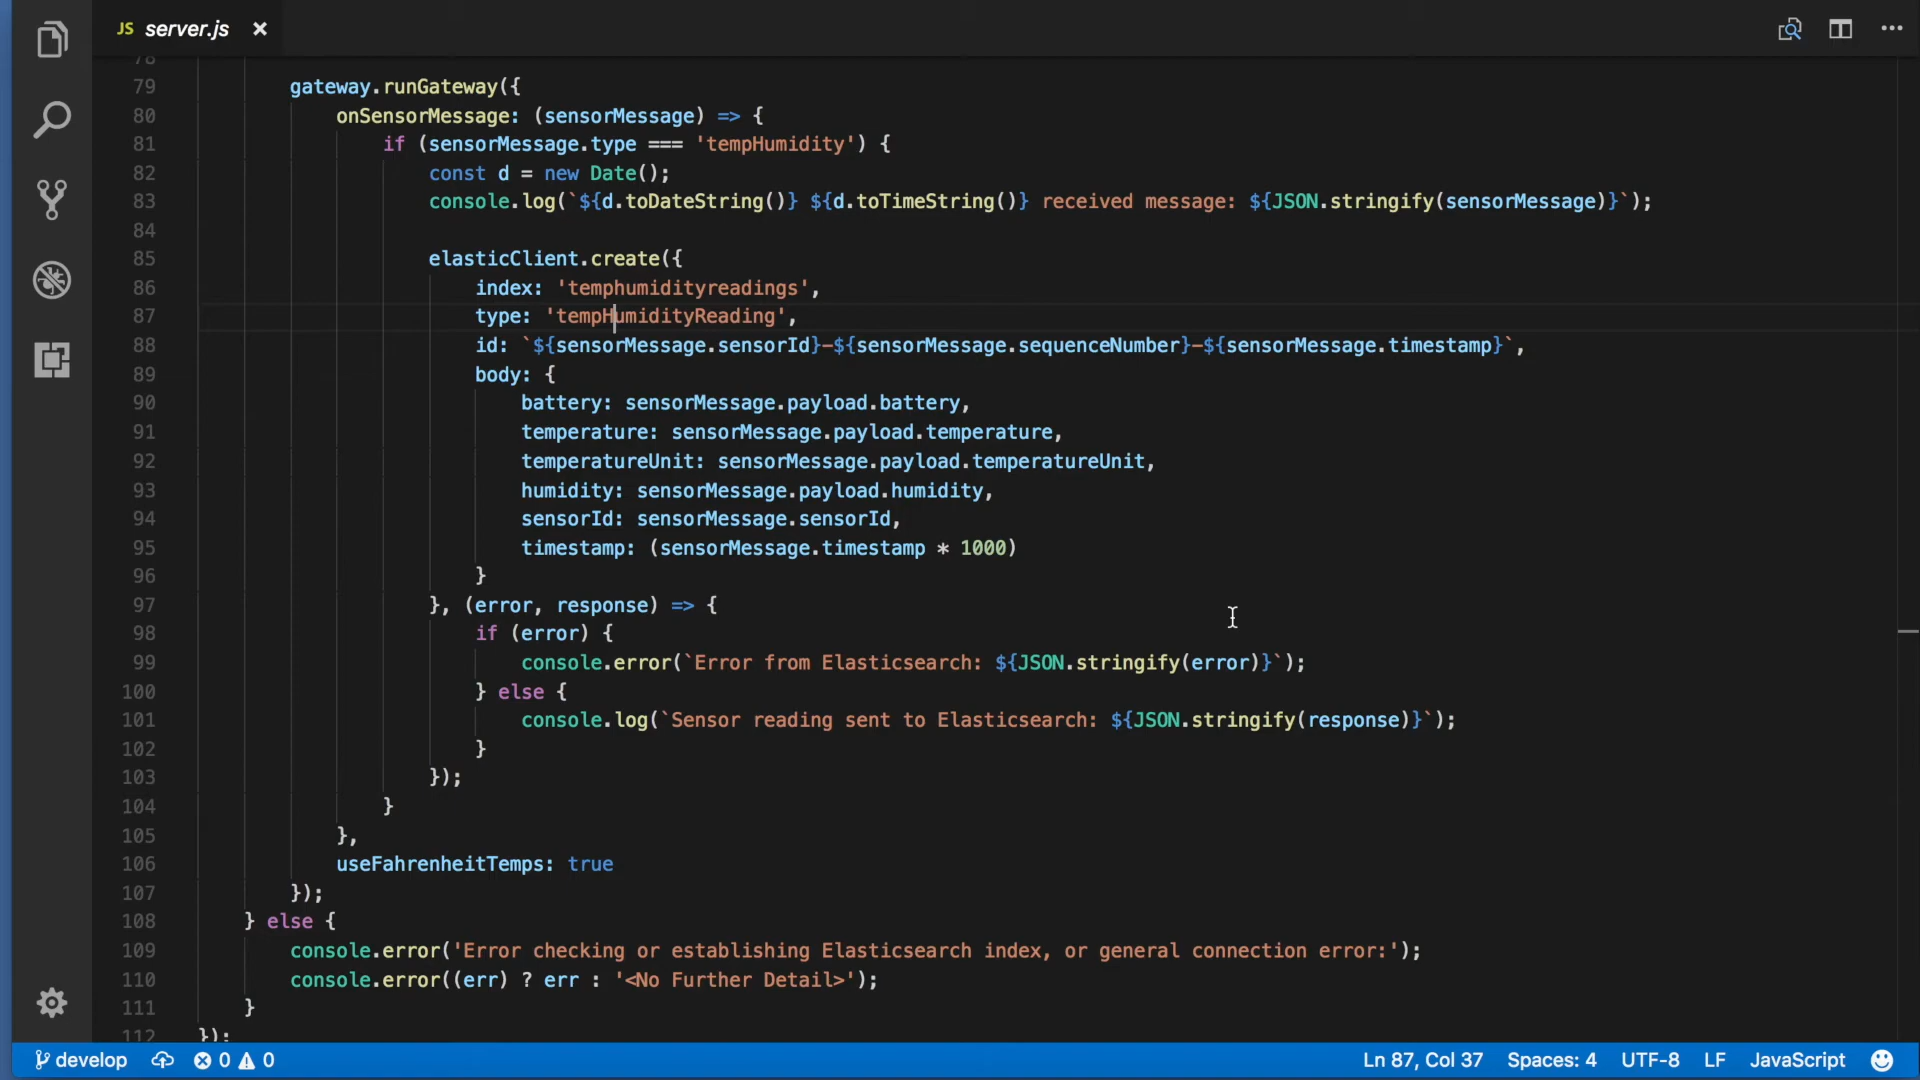 JS server.js ×
78
79 gateway.runGateway({
80 onSensorMessage: (sensorMessage) => {
81 if (sensorMessage.type === 'tempHumidity') {
82 const d = new Date();
83 console.log(`${d.toDateString()} ${d.toTimeString()} received message: ${JSON.stringify(sensorMessage)}`);
84
85 elasticClient.create({
86 index: 'temphumidityreadings',
87 type: 'tempHumidityReading',
88 id: `${sensorMessage.sensorId}-${sensorMessage.sequenceNumber}-${sensorMessage.timestamp}`,
89 body: {
90 battery: sensorMessage.payload.battery,
91 temperature: sensorMessage.payload.temperature,
92 temperatureUnit: sensorMessage.payload.temperatureUnit,
93 humidity: sensorMessage.payload.humidity,
94 sensorId: sensorMessage.sensorId,
95 timestamp: (sensorMessage.timestamp * 1000)
96 }
97 }, (error, response) => {
98 if (error) {
99 console.error(`Error from Elasticsearch: ${JSON.stringify(error)}`);
100 } else {
101 console.log(`Sensor reading sent to Elasticsearch: ${JSON.stringify(response)}`);
102 }
103 });
104 }
105 },
106 useFahrenheitTemps: true
107 });
108 } else {
109 console.error('Error checking or establishing Elasticsearch index, or general connection error:');
110 console.error((err) ? err : '<No Further Detail>');
111 }
112 });
develop 0 0 Ln 87, Col 37 Spaces: 4 UTF-8 LF JavaScript